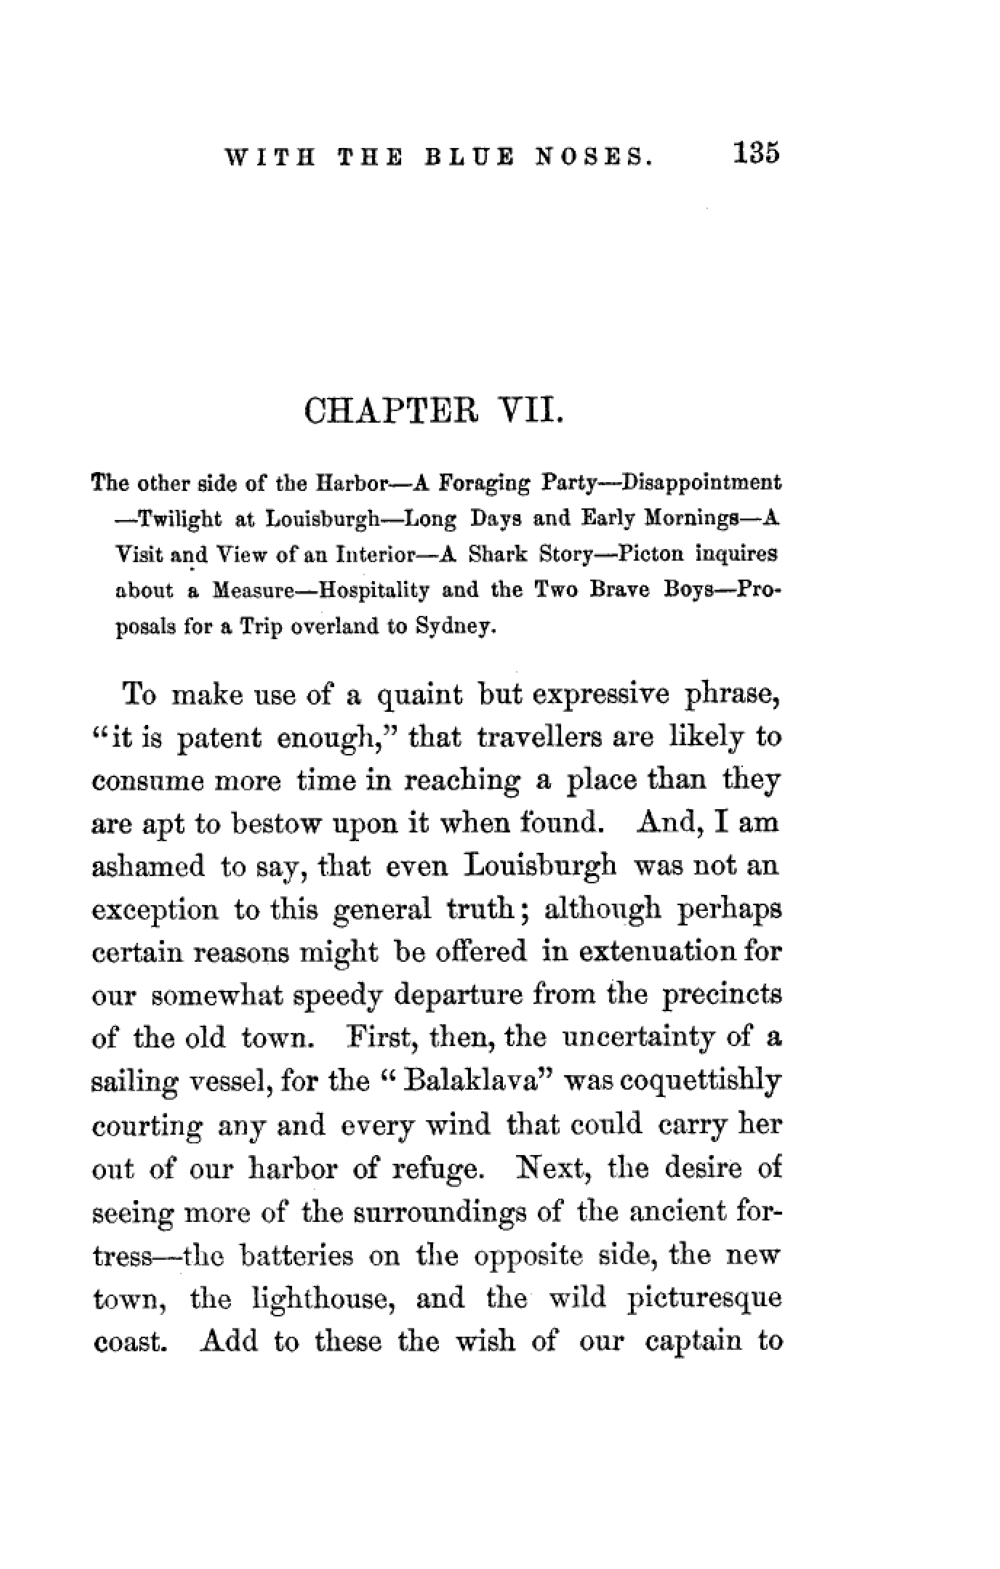 WITH THE BLUE NOSES. 135
CHAPTER VII.
The other side of the Harbor—A Foraging Party—Disappointment
—Twilight at Louisburgh—Long Days and Early Mornings—A
Visit and View of an Interior—A Shark Story—Picton inquires
about a Measure—Hospitality and the Two Brave Boys—Pro-
posals for a Trip overland to Sydney.
To make use of a quaint but expressive phrase,
“it is patent enough,” that travellers are likely to
consume more time in reaching a place than they
are apt to bestow upon it when found. And, I am
ashamed to say, that even Louisburgh was not an
exception to this general truth; although perhaps
certain reasons might be offered in extenuation for
our somewhat speedy departure from the precincts
of the old town. First, then, the uncertainty of a
sailing vessel, for the “ Balaklava” was coquettishly
courting any and every wind that could carry her
out of our harbor of refuge. Next, the desire of
seeing more of the surroundings of the ancient for-
tress—the batteries on the opposite side, the new
town, the lighthouse, and the wild picturesque
coast. Add to these the wish of our captain to